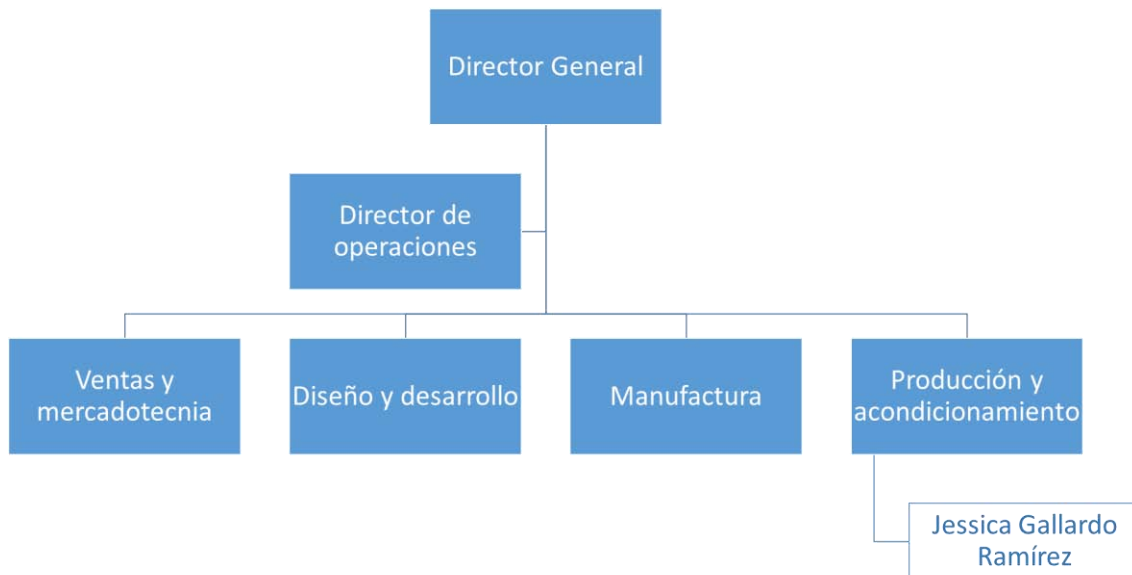 Director General
Director de
operaciones
Ventas y
mercadotecnia
Diseño y desarrollo
Manufactura
Producción y
acondicionamiento
Jessica Gallardo
Ramírez